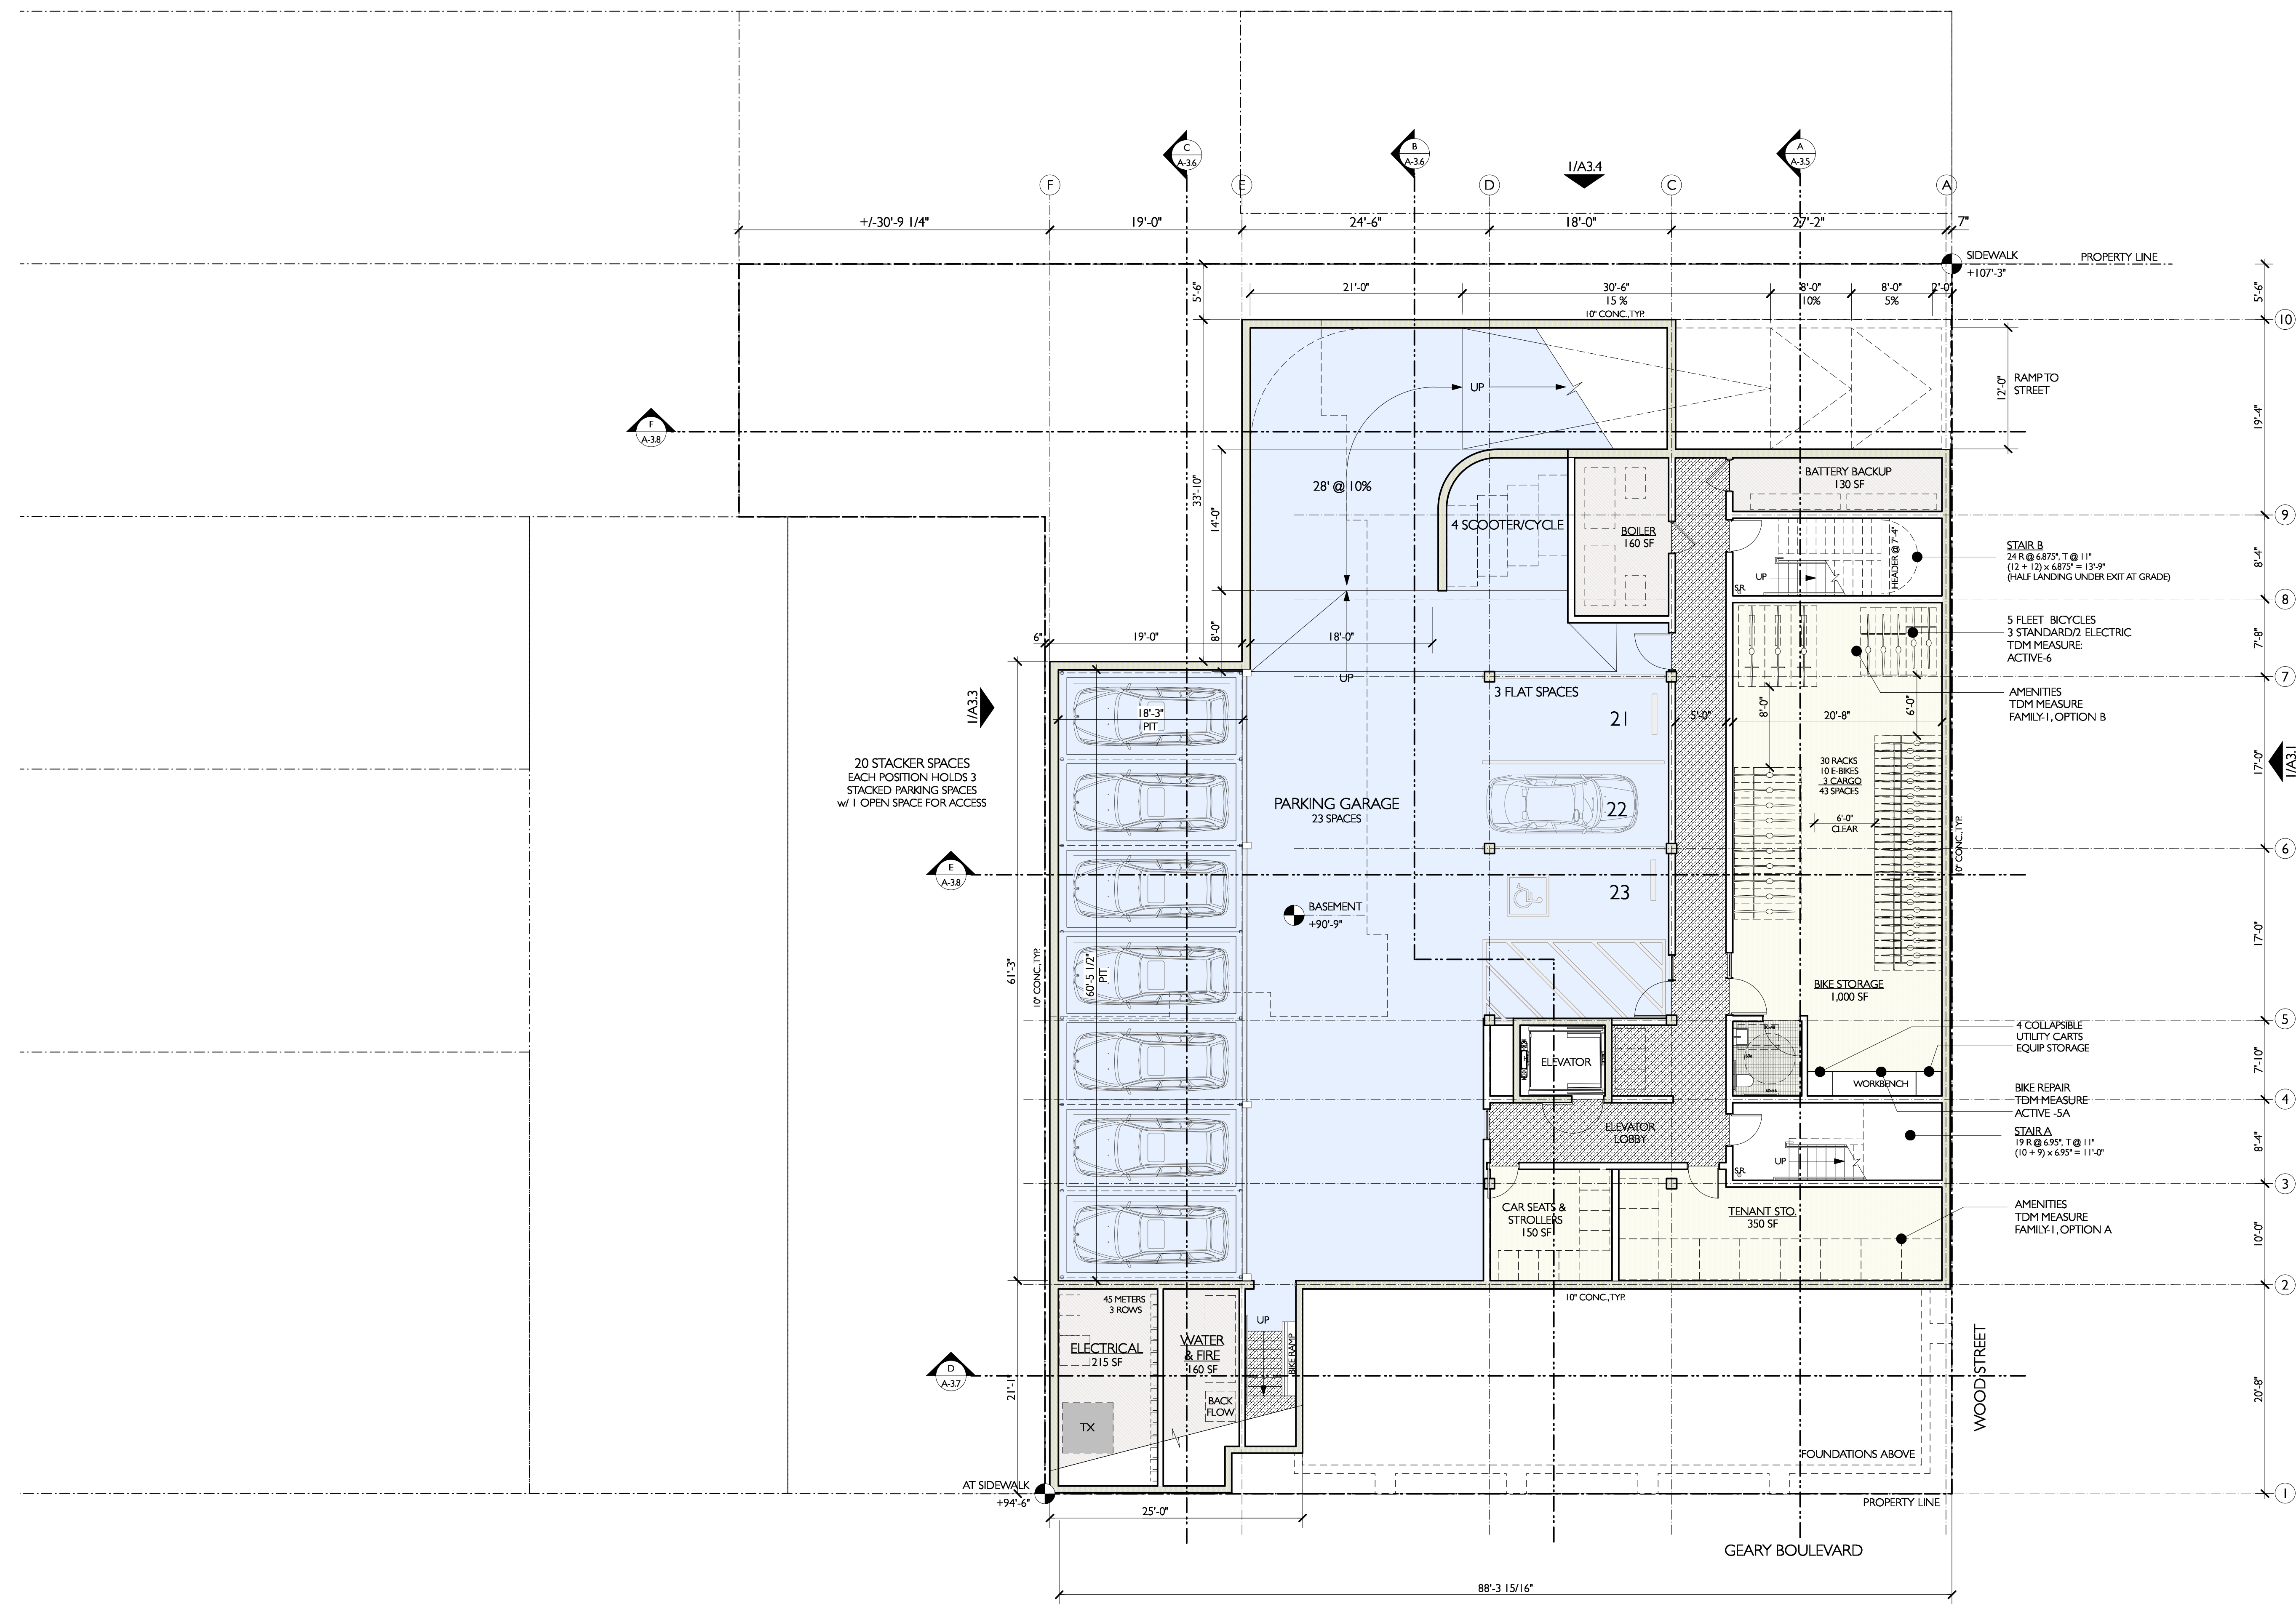 C
A-3.6
B
A-3.6
1/A3.4
A
A-3.5
F
E
D
C
A
+/-30'-9 1/4"
19'-0"
24'-6"
18'-0"
27'-2"
7"
SIDEWALK
+107'-3"
PROPERTY LINE
5'-6"
21'-0"
30'-6"
15 %
8'-0"
10%
8'-0"
5%
2'-0"
5'-6"
10" CONC.,TYP.
10
UP
12'-0"
RAMP TO
STREET
19'-4"
F
A-3.8
33'-10"
14'-0"
28' @ 10%
4 SCOOTER/CYCLE
BOILER
160 SF
BATTERY BACKUP
130 SF
9
HEADER @ 7'-4"
UP
S.R.
STAIR B
24 R @ 6.875", T @ 11"
(12 + 12) x 6.875" = 13'-9"
(HALF LANDING UNDER EXIT AT GRADE)
8'-4"
8
6"
19'-0"
8'-0"
18'-0"
UP
5 FLEET BICYCLES
3 STANDARD/2 ELECTRIC
TDM MEASURE:
ACTIVE-6
7'-8"
7
1/A3.3
18'-3"
PIT
3 FLAT SPACES
21
5'-0"
8'-0"
20'-8"
6'-0"
AMENITIES
TDM MEASURE
FAMILY-1, OPTION B
20 STACKER SPACES
EACH POSITION HOLDS 3
STACKED PARKING SPACES
w/ 1 OPEN SPACE FOR ACCESS
PARKING GARAGE
23 SPACES
22
30 RACKS
10 E-BIKES
3 CARGO
43 SPACES
6'-0"
CLEAR
17'-0"
1/A3.1
10" CONC.,TYP.
6
E
A-3.8
23
BASEMENT
+90'-9"
61'-3"
10" CONC.,TYP.
60'-5 1/2"
PIT
BIKE STORAGE
1,000 SF
17'-0"
5
ELEVATOR
4 COLLAPSIBLE
UTILITY CARTS
EQUIP STORAGE
WORKBENCH
7'-10"
BIKE REPAIR
TDM MEASURE
ACTIVE -5A
4
ELEVATOR
LOBBY
UP
S.R.
STAIR A
19 R @ 6.95", T @ 11"
(10 + 9) x 6.95" = 11'-0"
8'-4"
3
CAR SEATS &
STROLLERS
150 SF
TENANT STO.
350 SF
AMENITIES
TDM MEASURE
FAMILY-1, OPTION A
10'-0"
2
45 METERS
3 ROWS
10" CONC.,TYP.
ELECTRICAL
215 SF
WATER
& FIRE
160 SF
UP
BIKE RAMP
D
A-3.7
21'-1"
BACK
FLOW
TX
WOOD STREET
20'-8"
FOUNDATIONS ABOVE
AT SIDEWALK
+94'-6"
PROPERTY LINE
1
25'-0"
GEARY BOULEVARD
88'-3 15/16"